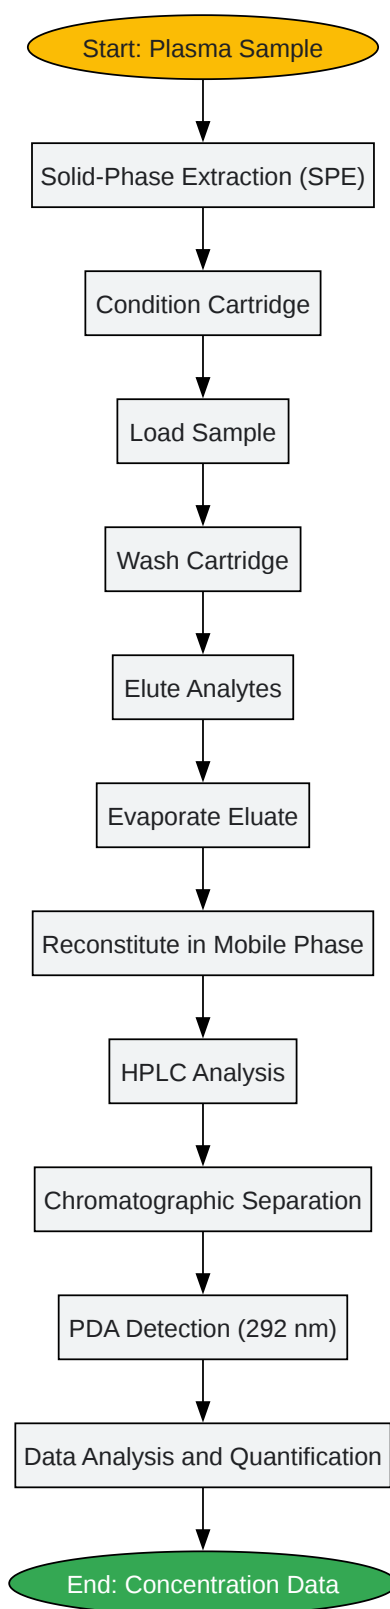 Start: Plasma Sample
Solid-Phase Extraction (SPE)
Condition Cartridge
Load Sample
Wash Cartridge
Elute Analytes
Evaporate Eluate
Reconstitute in Mobile Phase
HPLC Analysis
Chromatographic Separation
PDA Detection (292 nm)
Data Analysis and Quantification
End: Concentration Data